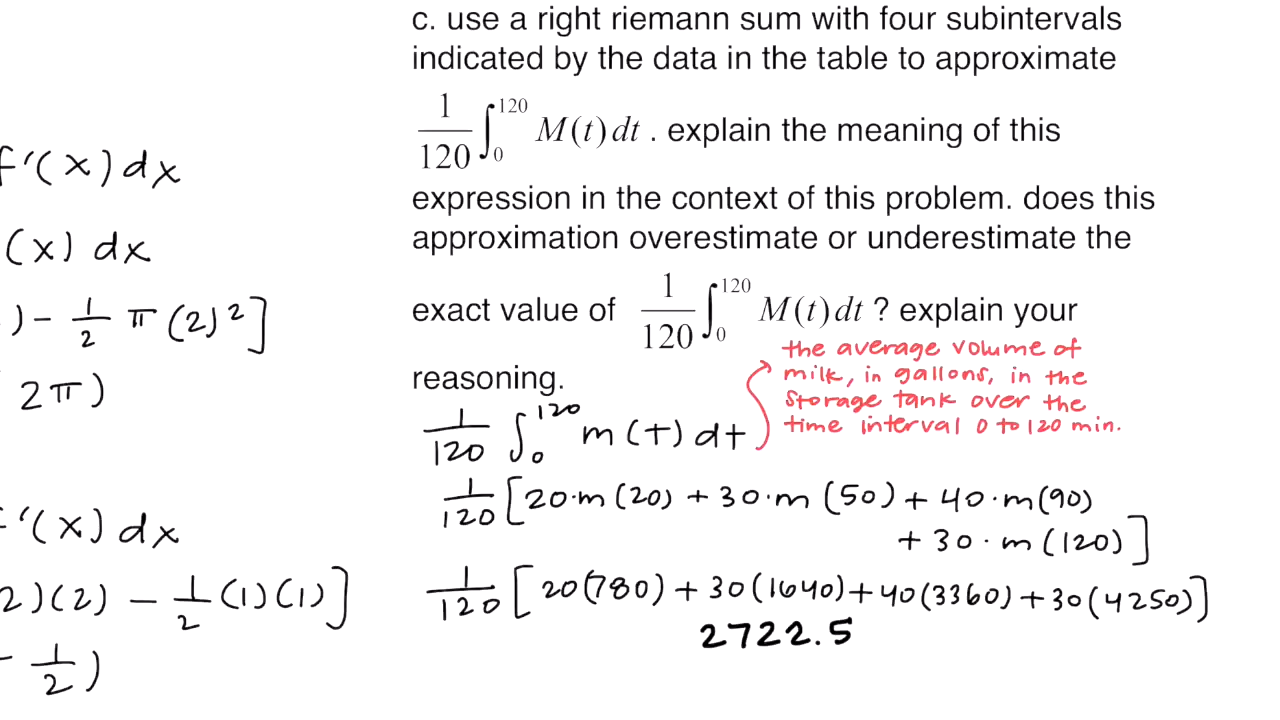 f'(x) dx
(x) dx
) - 1/2 π (2)²]
2π)
f'(x) dx
2)(2) - 1/2 (1)(1)]
- 1/2)
c. use a right riemann sum with four subintervals
indicated by the data in the table to approximate
1/120 ∫₀¹²⁰ M(t) dt . explain the meaning of this
expression in the context of this problem. does this
approximation overestimate or underestimate the
exact value of 1/120 ∫₀¹²⁰ M(t) dt ? explain your
reasoning.
the average volume of
milk, in gallons, in the
storage tank over the
time interval 0 to 120 min.
1/120 ∫₀¹²⁰ m(t) dt
1/120 [20·m(20) + 30·m(50) + 40·m(90)
+ 30·m(120)]
1/120 [20(780) + 30(1640) + 40(3360) + 30(4250)]
2722.5